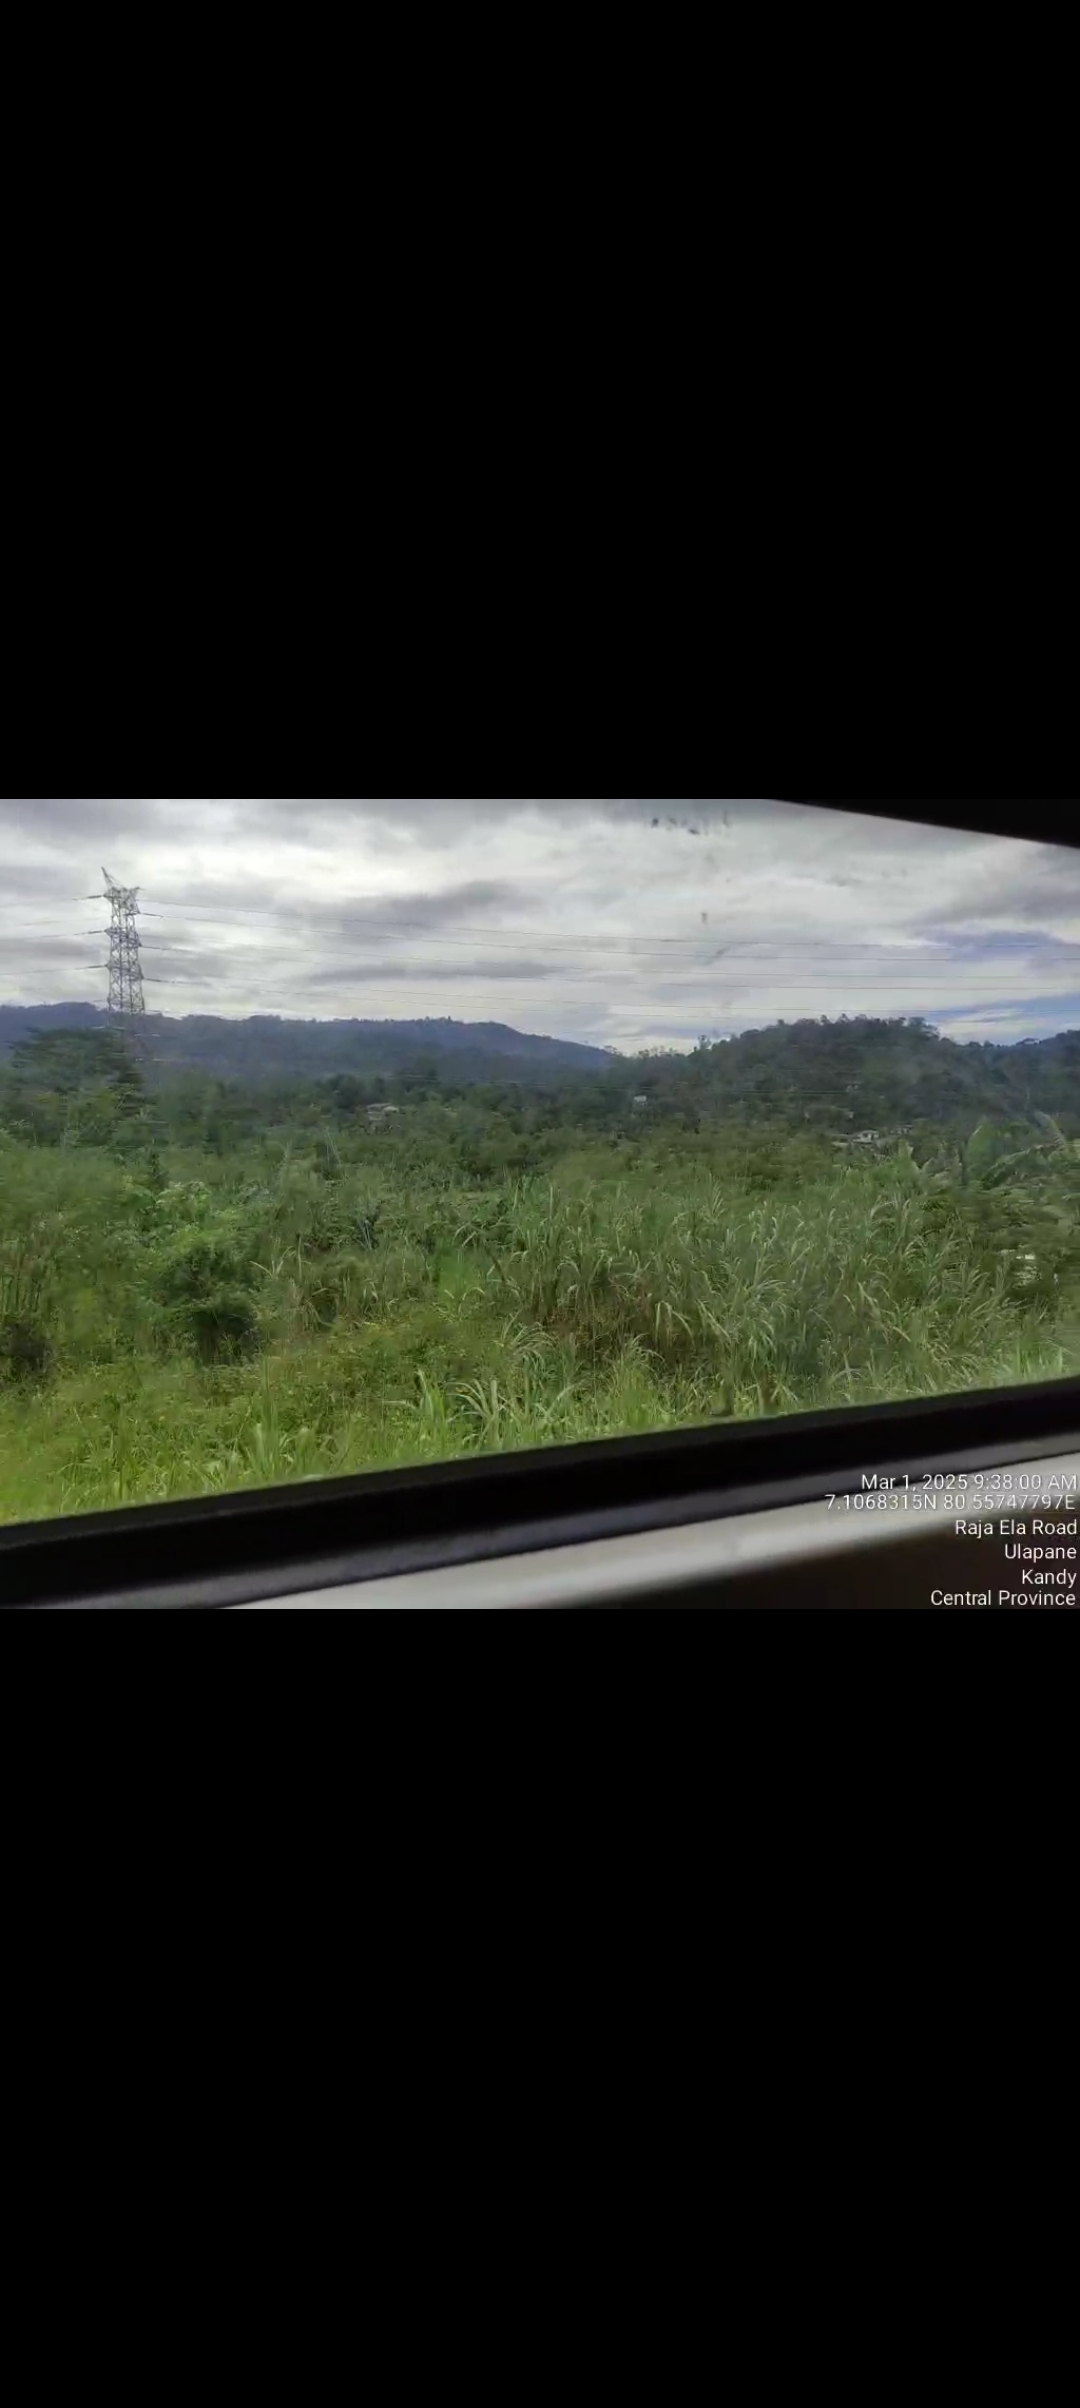 Mar 1, 2025 9:38:00 AM
7.1068315N 80.55747797E
Raja Ela Road
Ulapane
Kandy
Central Province